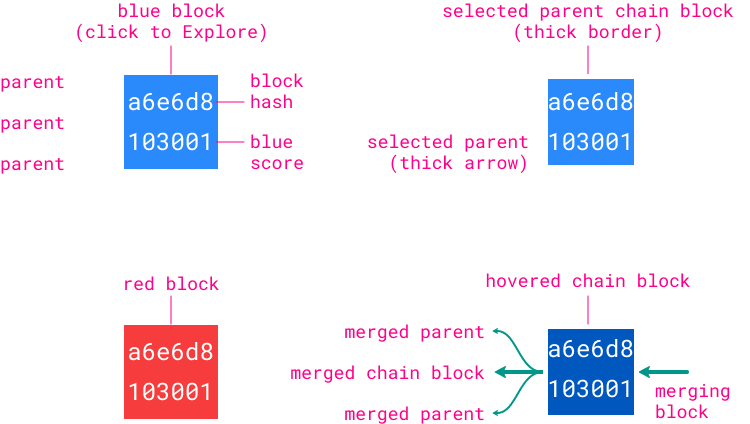 blue block
(click to Explore)
parent
parent
parent
a6e6d8
103001
block
hash
blue
score
selected parent chain block
(thick border)
a6e6d8
103001
selected parent
(thick arrow)
red block
a6e6d8
103001
hovered chain block
merged parent
merged chain block
merged parent
a6e6d8
103001
merging
block